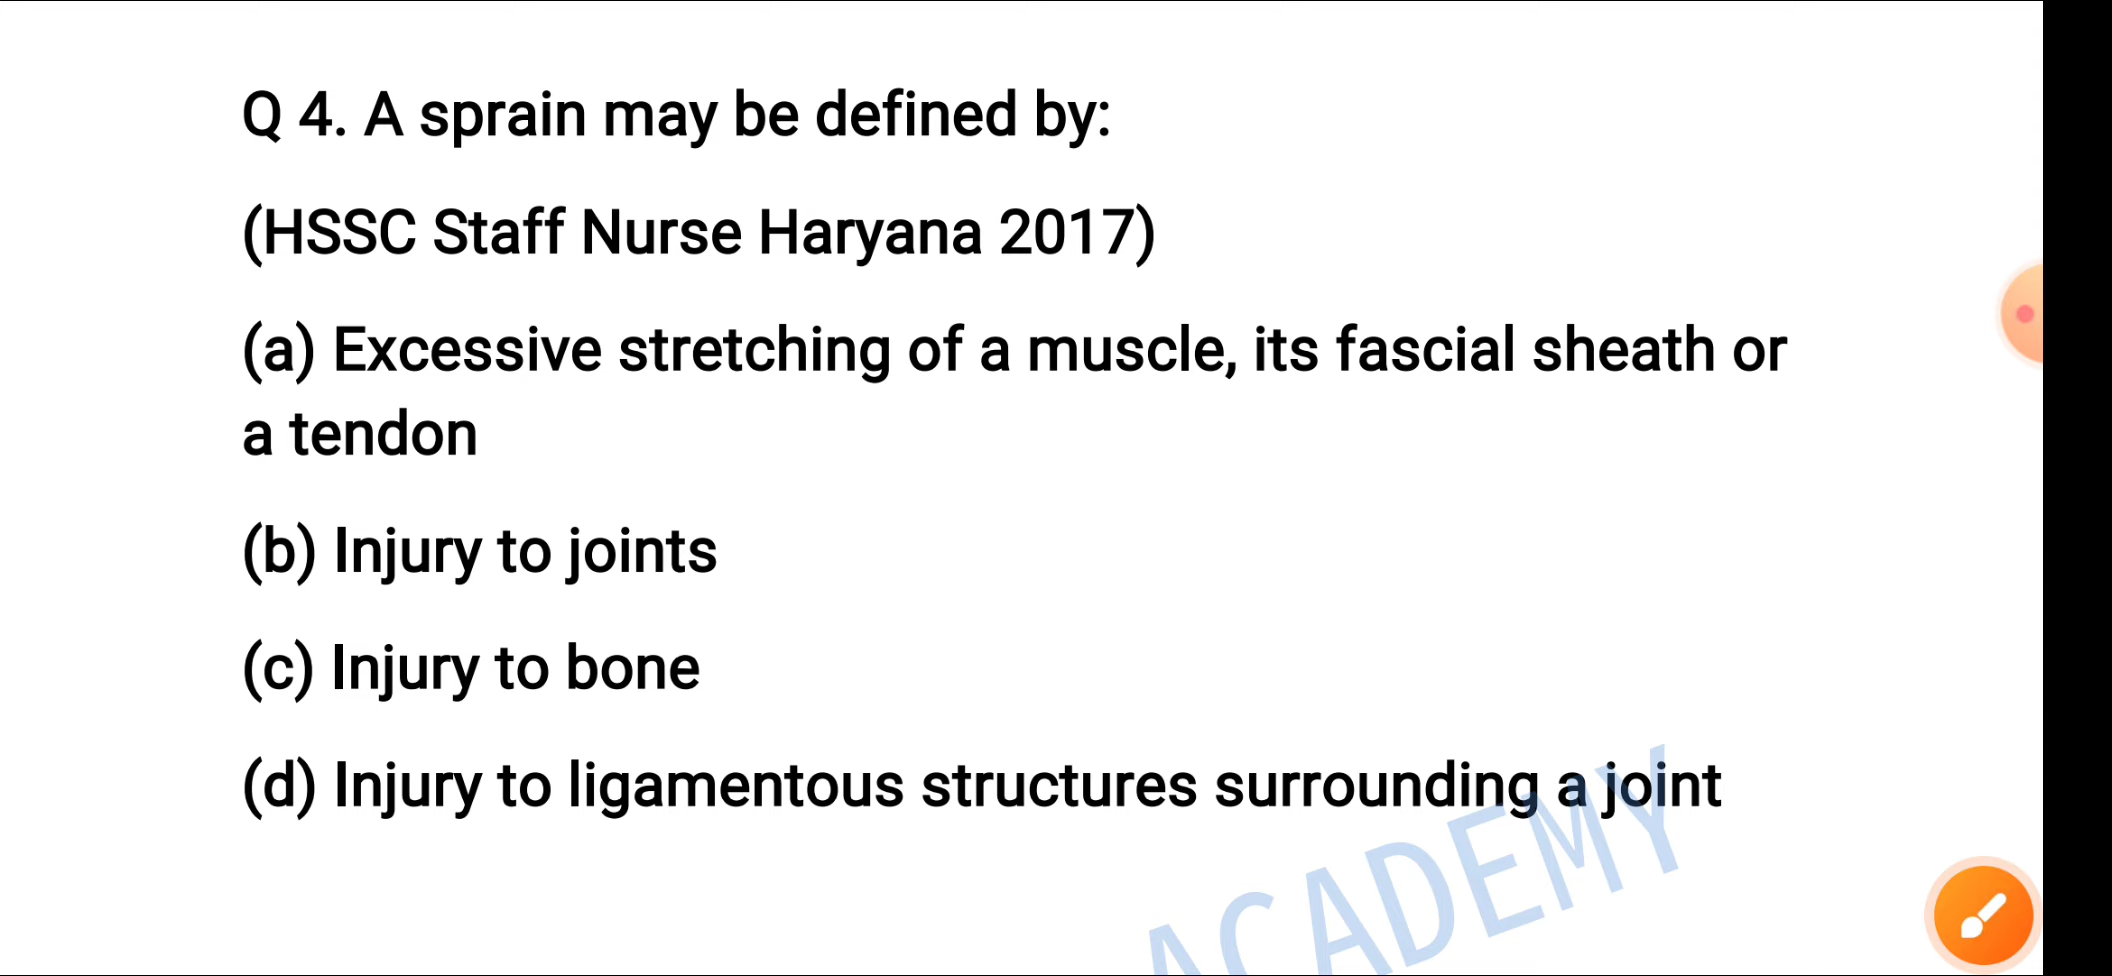 Q 4. A sprain may be defined by:
(HSSC Staff Nurse Haryana 2017)
(a) Excessive stretching of a muscle, its fascial sheath or
a tendon
(b) Injury to joints
(c) Injury to bone
(d) Injury to ligamentous structures surrounding a joint
ACADEMY